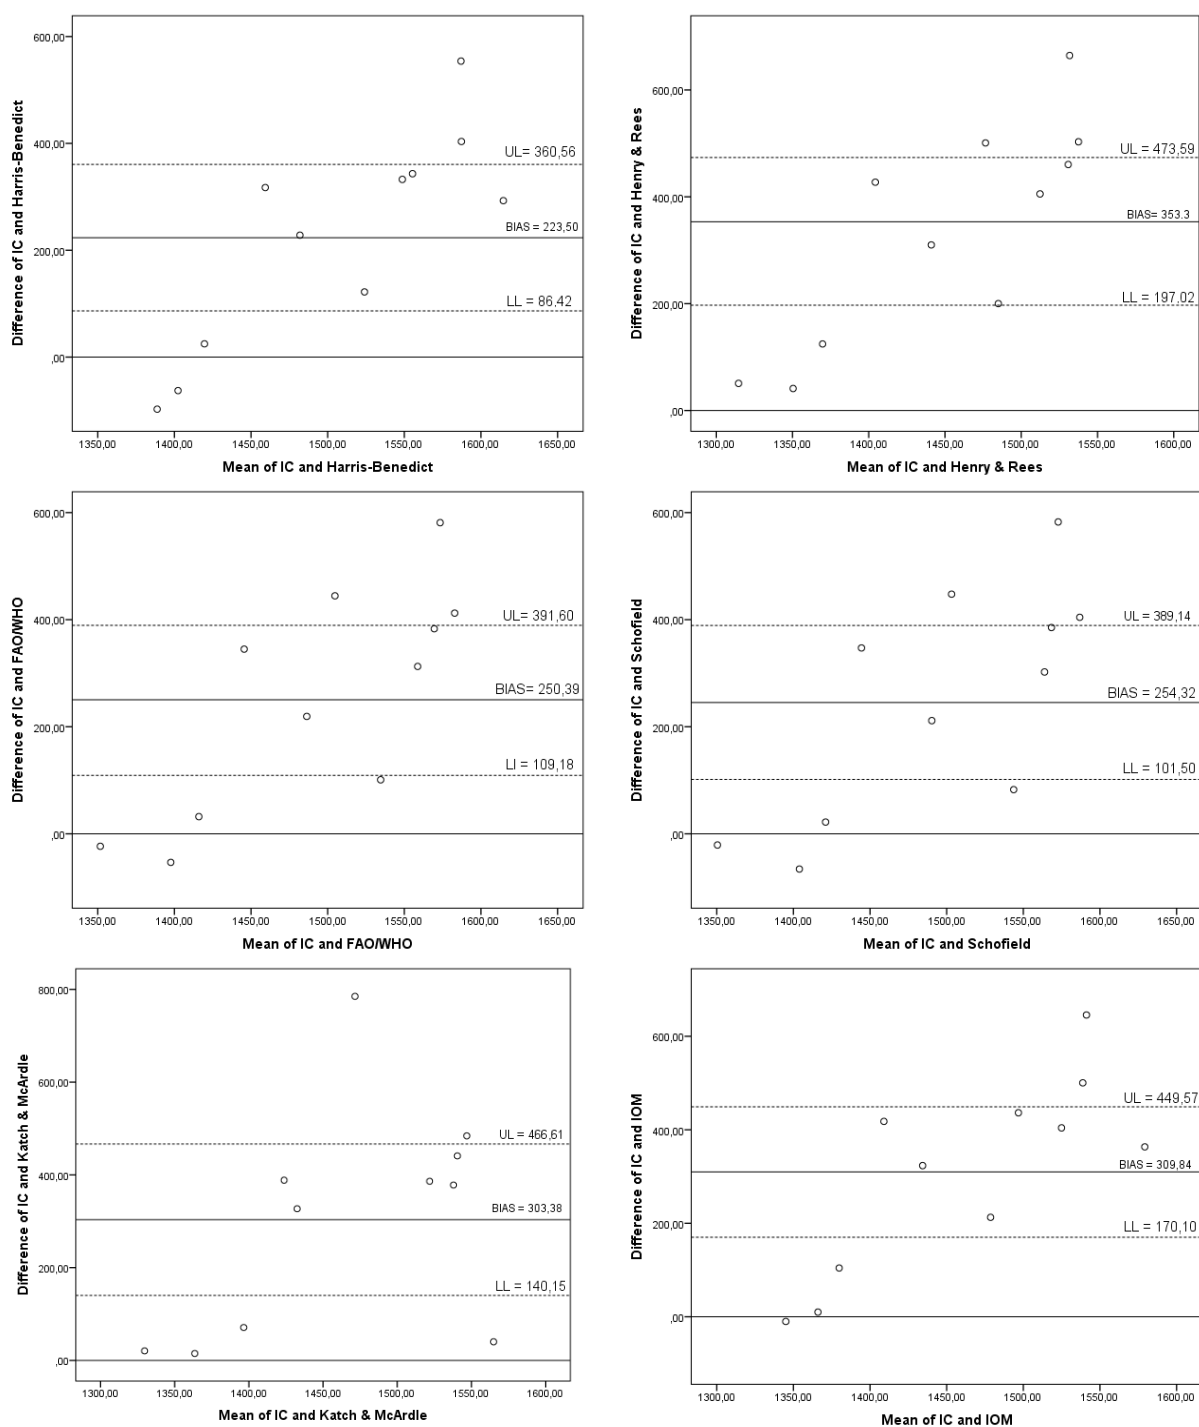 Difference of IC and Harris-Benedict
600,00
400,00
200,00
,00
UL= 360,56
BIAS = 223,50
LL = 86,42
1350,00 1400,00 1450,00 1500,00 1550,00 1600,00 1650,00
Mean of IC and Harris-Benedict
Difference of IC and Henry & Rees
600,00
400,00
200,00
,00
UL = 473,59
BIAS= 353.3
LL = 197,02
1300,00 1350,00 1400,00 1450,00 1500,00 1550,00 1600,00
Mean of IC and Henry & Rees
Difference of IC and FAO/WHO
600,00
400,00
200,00
,00
UL= 391,60
BIAS= 250,39
LI = 109,18
1350,00 1400,00 1450,00 1500,00 1550,00 1600,00 1650,00
Mean of IC and FAO/WHO
Difference of IC and Schofield
600,00
400,00
200,00
,00
UL = 389,14
BIAS = 254,32
LL = 101,50
1350,00 1400,00 1450,00 1500,00 1550,00 1600,00 1650,00
Mean of IC and Schofield
Difference of IC and Katch & McArdle
800,00
600,00
400,00
200,00
,00
UL = 466,61
BIAS = 303,38
LL = 140,15
1300,00 1350,00 1400,00 1450,00 1500,00 1550,00 1600,00
Mean of IC and Katch & McArdle
Difference of IC and IOM
600,00
400,00
200,00
,00
UL = 449,57
BIAS = 309,84
LL = 170,10
1300,00 1350,00 1400,00 1450,00 1500,00 1550,00 1600,00
Mean of IC and IOM